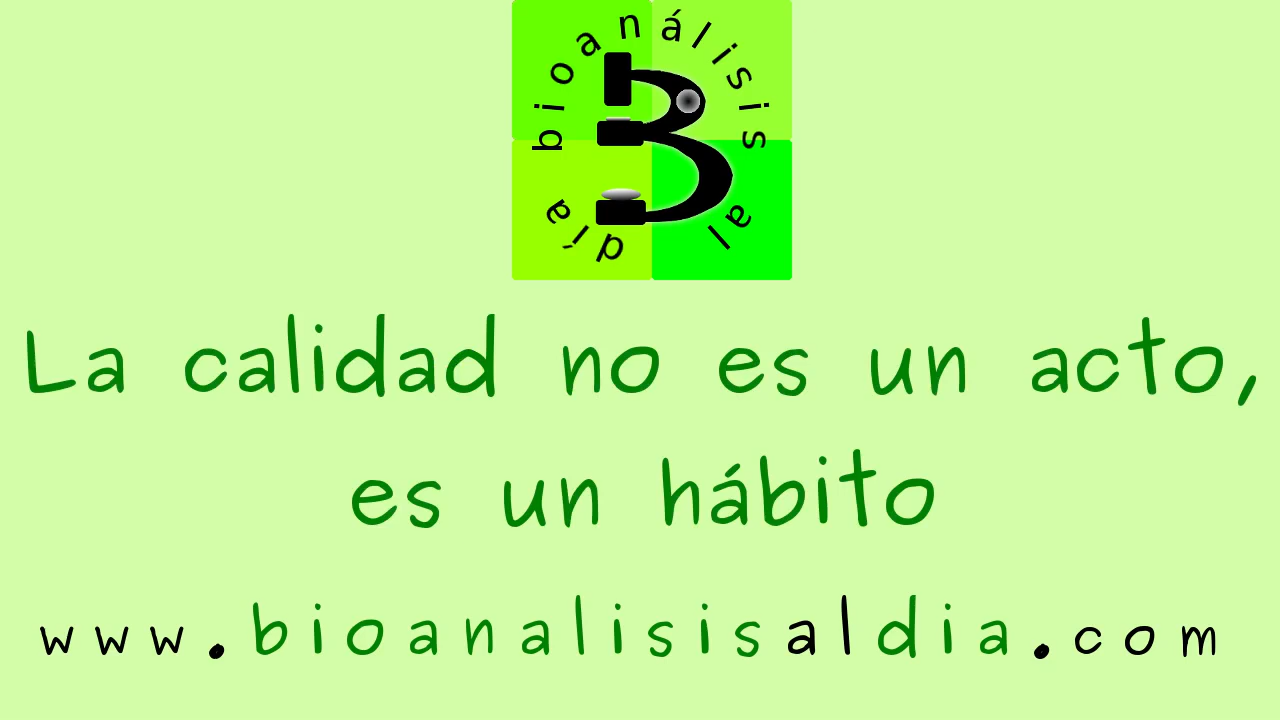 bioanálisis al día
La calidad no es un acto,
es un hábito
www.bioanalisisaldia.com